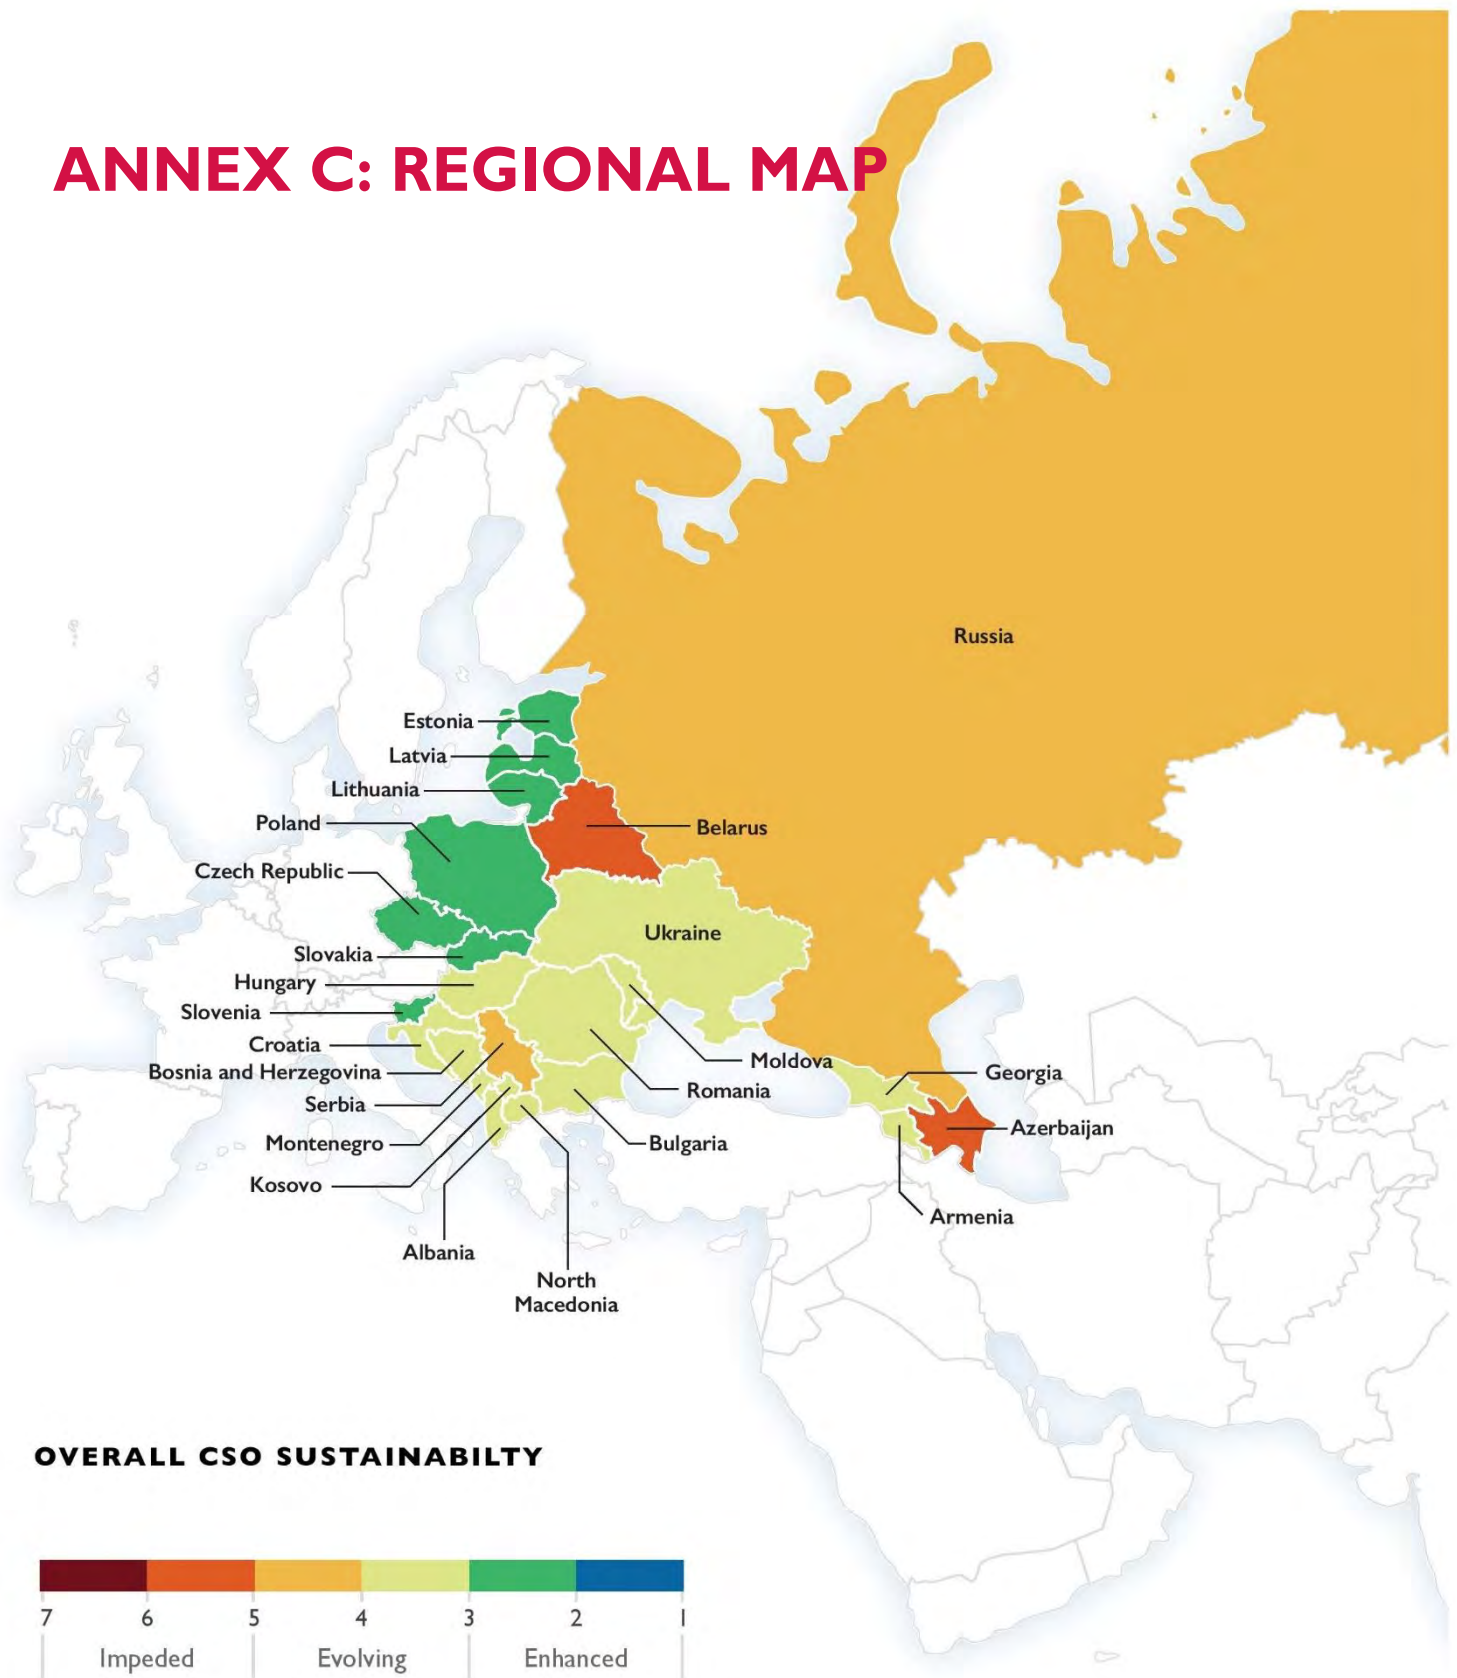 ANNEX C: REGIONAL MAP
Russia
Estonia
Latvia
Lithuania
Poland
Belarus
Czech Republic
Ukraine
Slovakia
Hungary
Slovenia
Croatia
Moldova
Bosnia and Herzegovina
Georgia
Romania
Serbia
Azerbaijan
Montenegro
Bulgaria
Kosovo
Armenia
Albania
North
Macedonia
OVERALL CSO SUSTAINABILTY
7 6 5 4 3 2 1
Impeded Evolving Enhanced